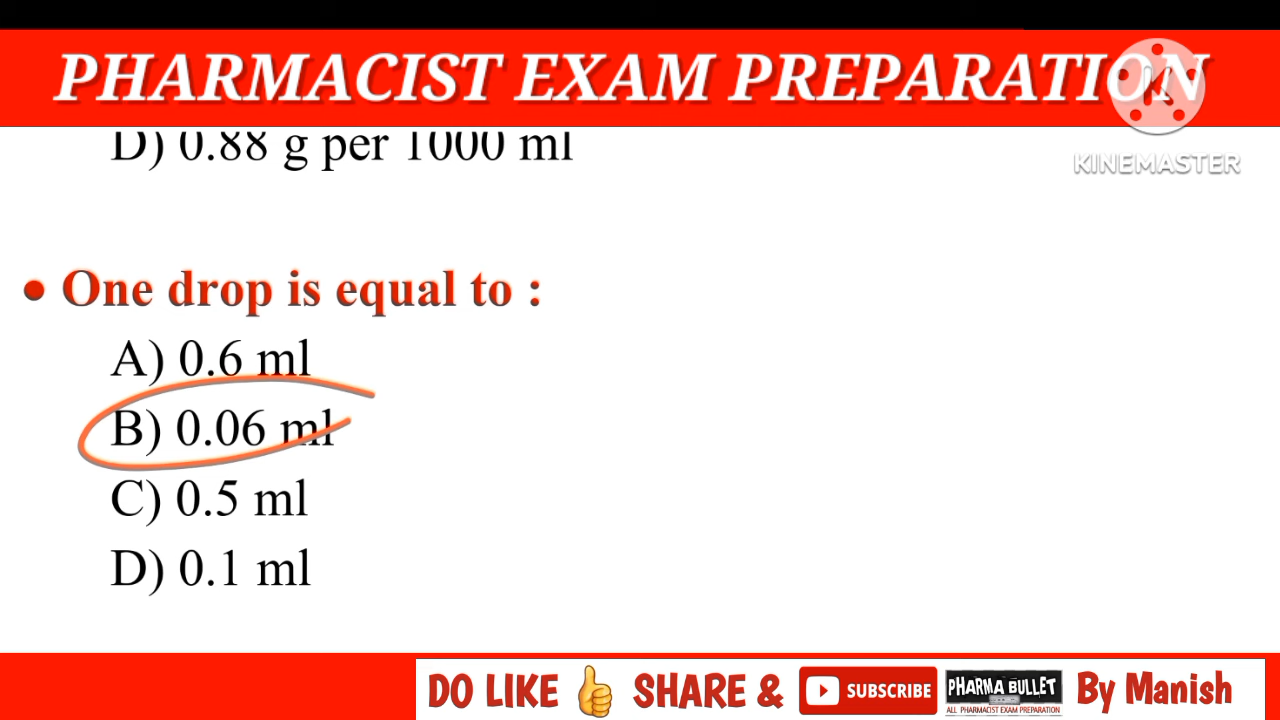 PHARMACIST EXAM PREPARATION
KINEMASTER
D) 0.88 g per 1000 ml
• One drop is equal to :
A) 0.6 ml
B) 0.06 ml
C) 0.5 ml
D) 0.1 ml
DO LIKE 👍 SHARE & SUBSCRIBE PHARMA BULLET By Manish
ALL PHARMACIST EXAM PREPARATION